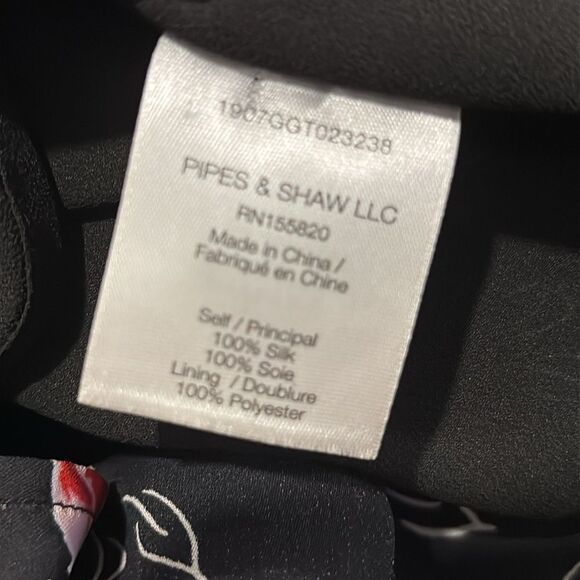 1907GGT023238
PIPES & SHAW LLC
RN155820
Made in China /
Fabriqué en Chine
Self / Principal
100% Silk
100% Soie
Lining / Doublure
100% Polyester